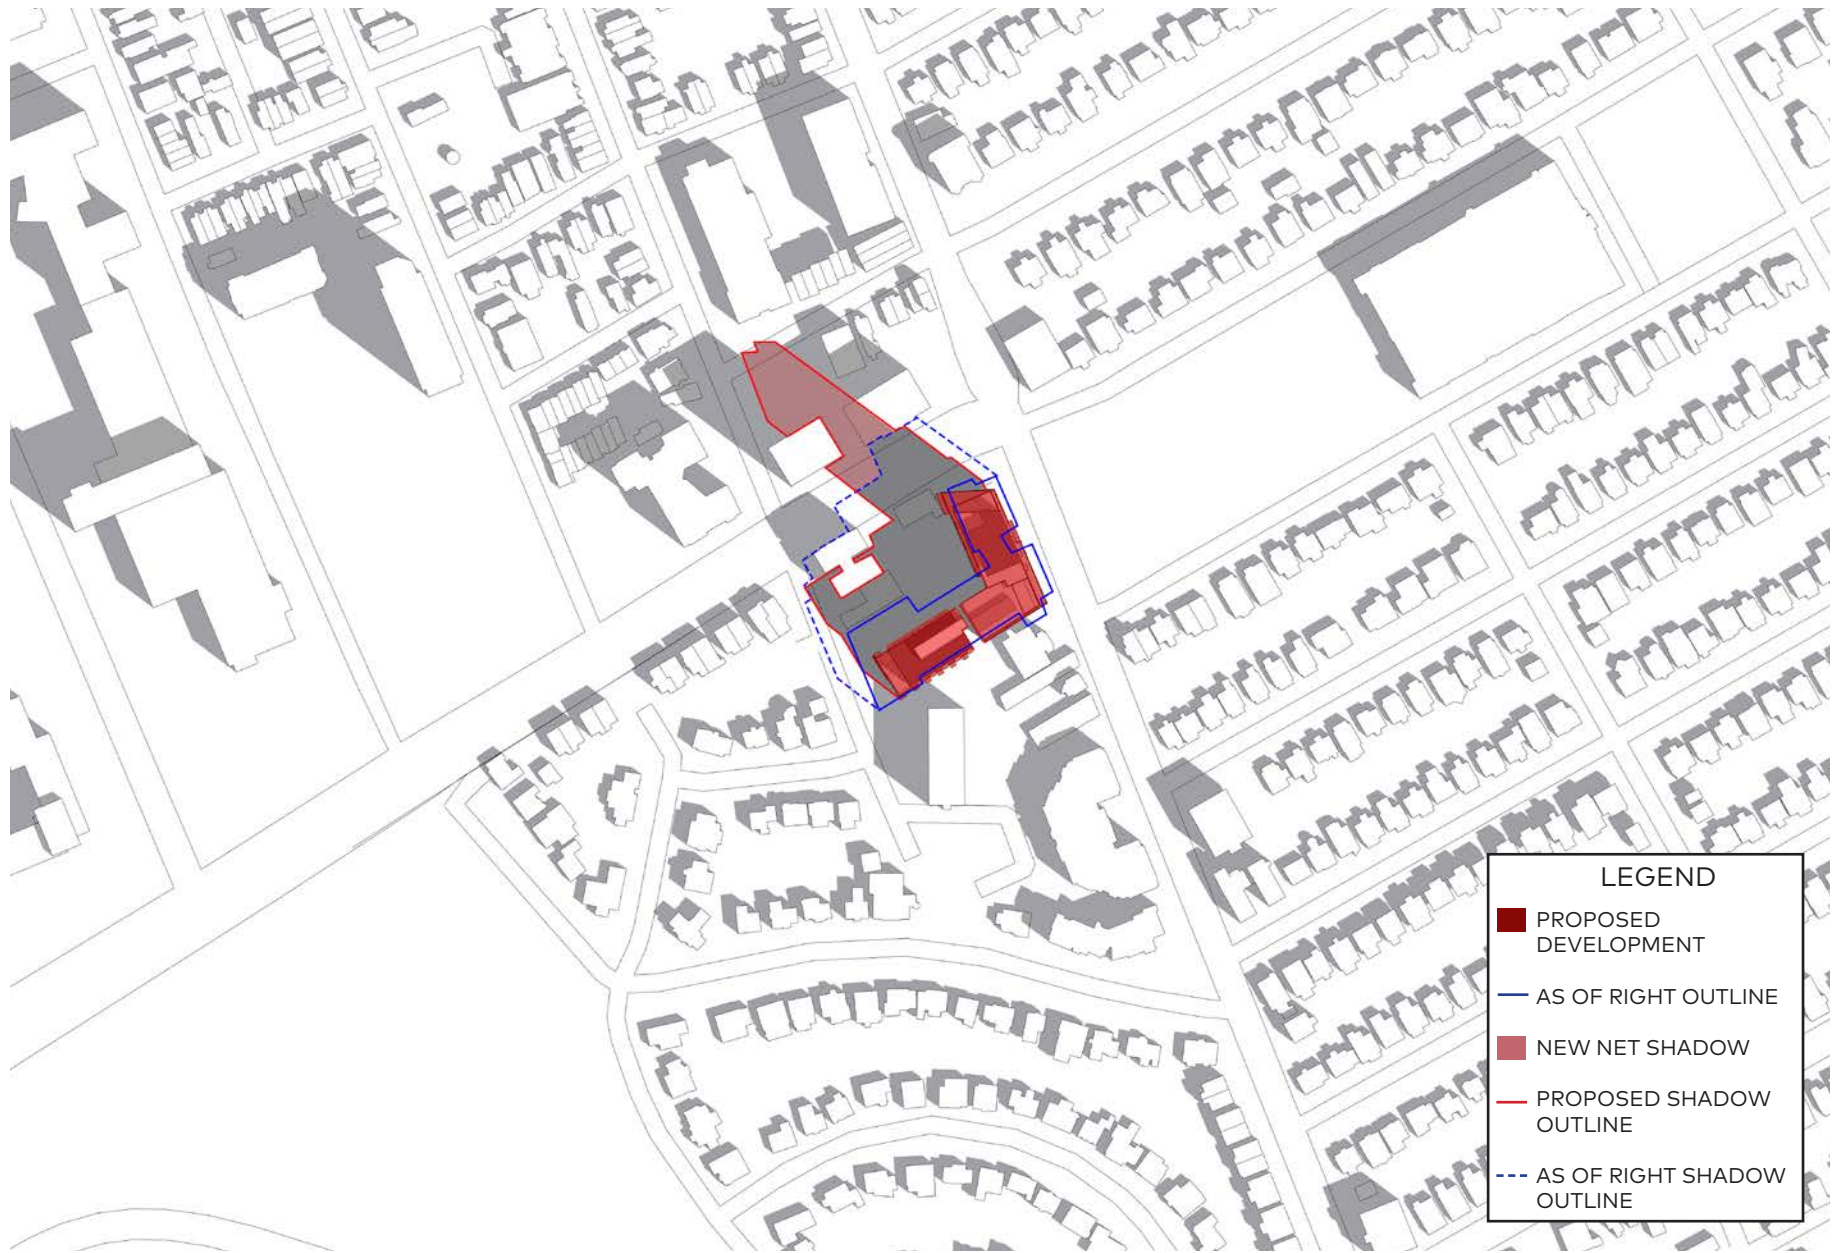 LEGEND
PROPOSED
DEVELOPMENT
AS OF RIGHT OUTLINE
NEW NET SHADOW
PROPOSED SHADOW
OUTLINE
AS OF RIGHT SHADOW
OUTLINE